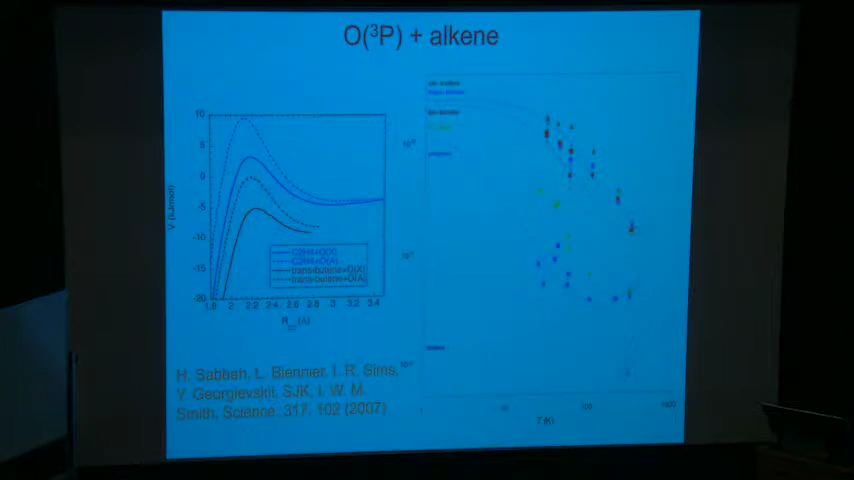 O(³P) + alkene
10
5
0
-5
-10
-15
-20
V (kJ/mol)
C2H4+O(X)
C2H4+O(A)
trans-butene+O(X)
trans-butene+O(A)
1.8 2 2.2 2.4 2.6 2.8 3 3.2 3.4
1 10 100 1000
T (K)
H. Sabbah, L. Biennier, I. R. Sims,
Y. Georgievskii, SJK, I. W. M.
Smith, Science, 317, 102 (2007)